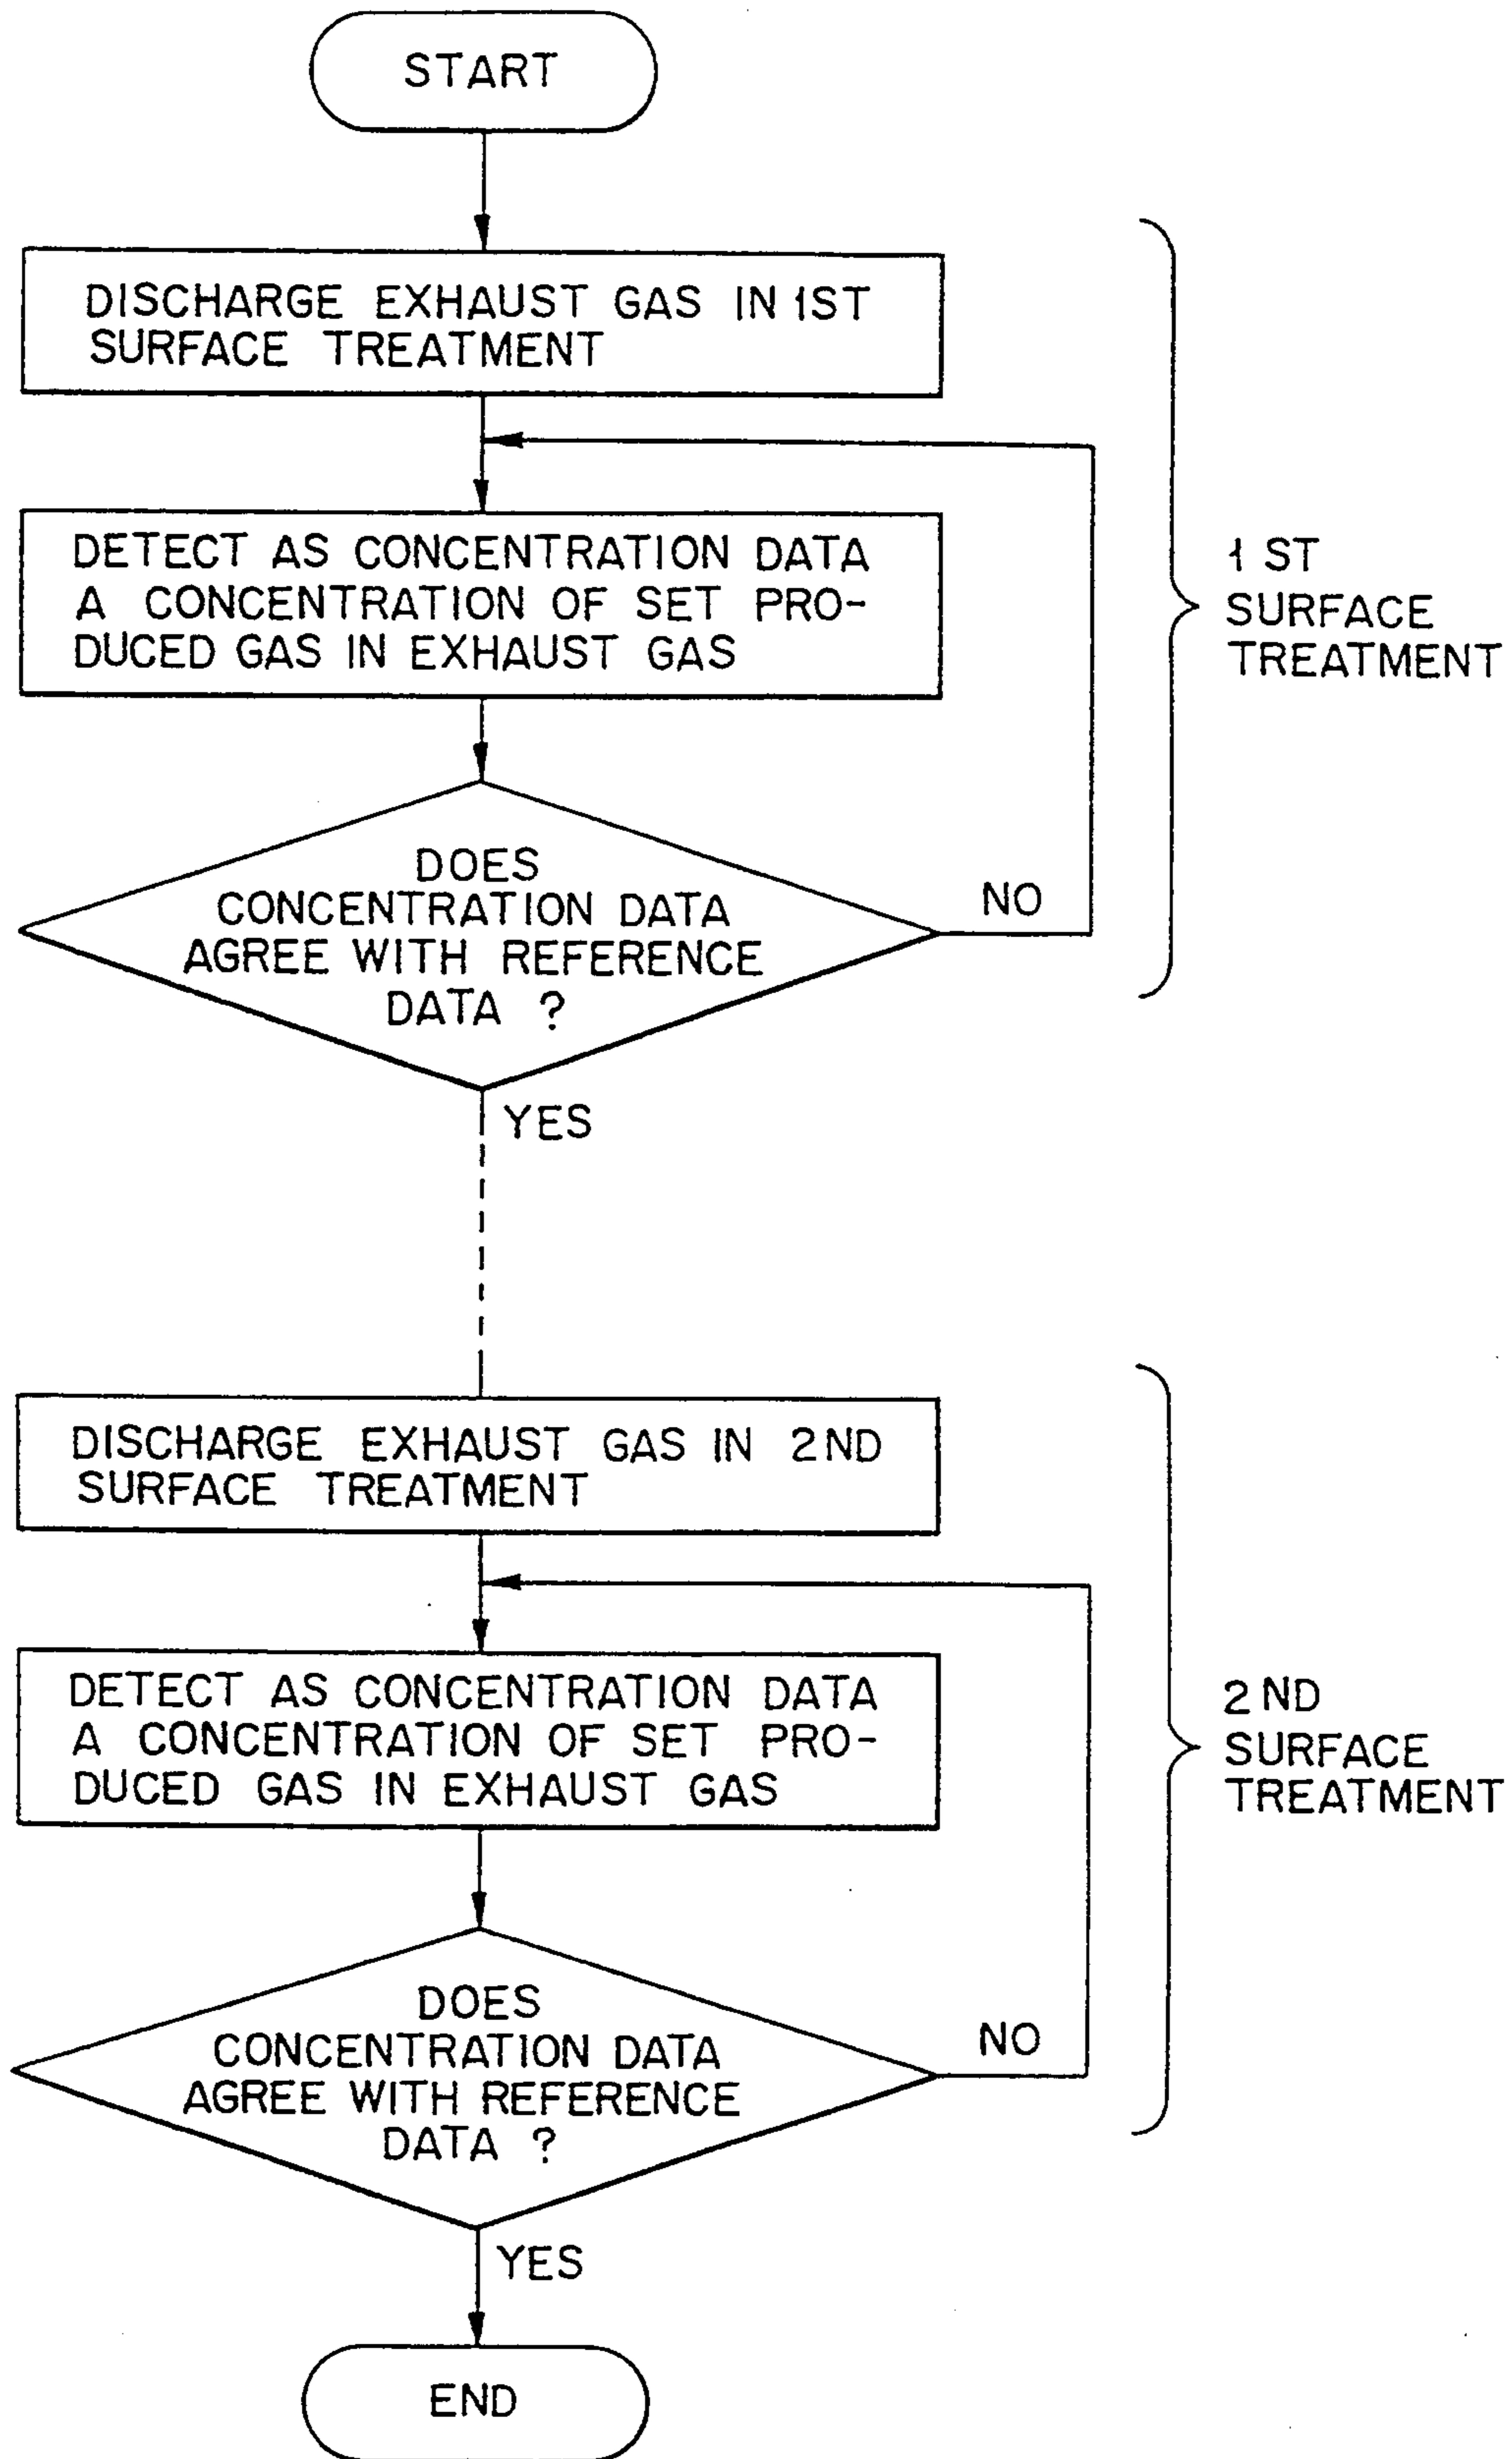 START
DISCHARGE EXHAUST GAS IN 1ST
SURFACE TREATMENT
DETECT AS CONCENTRATION DATA
A CONCENTRATION OF SET PRO-
DUCED GAS IN EXHAUST GAS
DOES
CONCENTRATION DATA
AGREE WITH REFERENCE
DATA ?
NO
YES
1 ST
SURFACE
TREATMENT
DISCHARGE EXHAUST GAS IN 2ND
SURFACE TREATMENT
DETECT AS CONCENTRATION DATA
A CONCENTRATION OF SET PRO-
DUCED GAS IN EXHAUST GAS
DOES
CONCENTRATION DATA
AGREE WITH REFERENCE
DATA ?
NO
YES
2 ND
SURFACE
TREATMENT
END